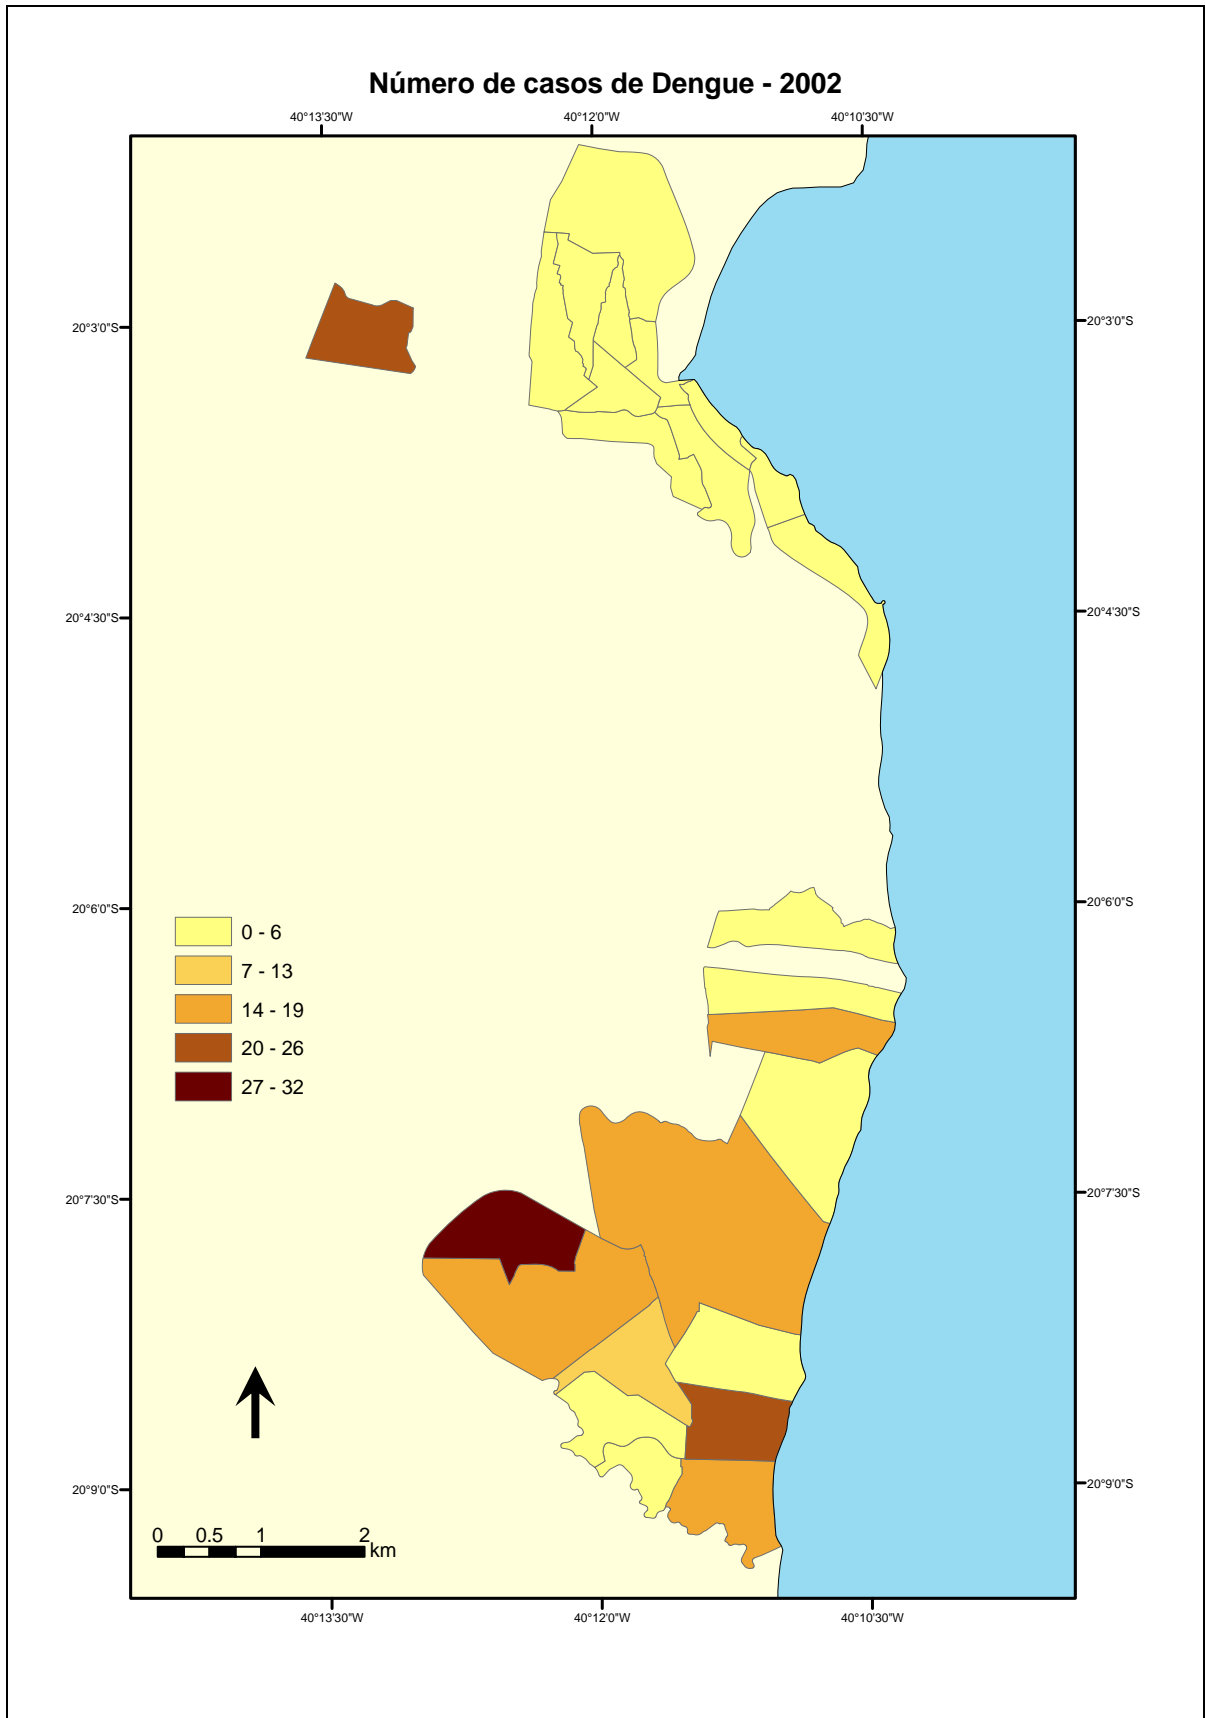 Número de casos de Dengue - 2002
40°13'30"W 40°12'0"W 40°10'30"W
20°3'0"S 20°3'0"S
20°4'30"S 20°4'30"S
20°6'0"S 20°6'0"S
0 - 6
7 - 13
14 - 19
20 - 26
27 - 32
20°7'30"S 20°7'30"S
20°9'0"S 20°9'0"S
0 0.5 1 2
km
40°13'30"W 40°12'0"W 40°10'30"W